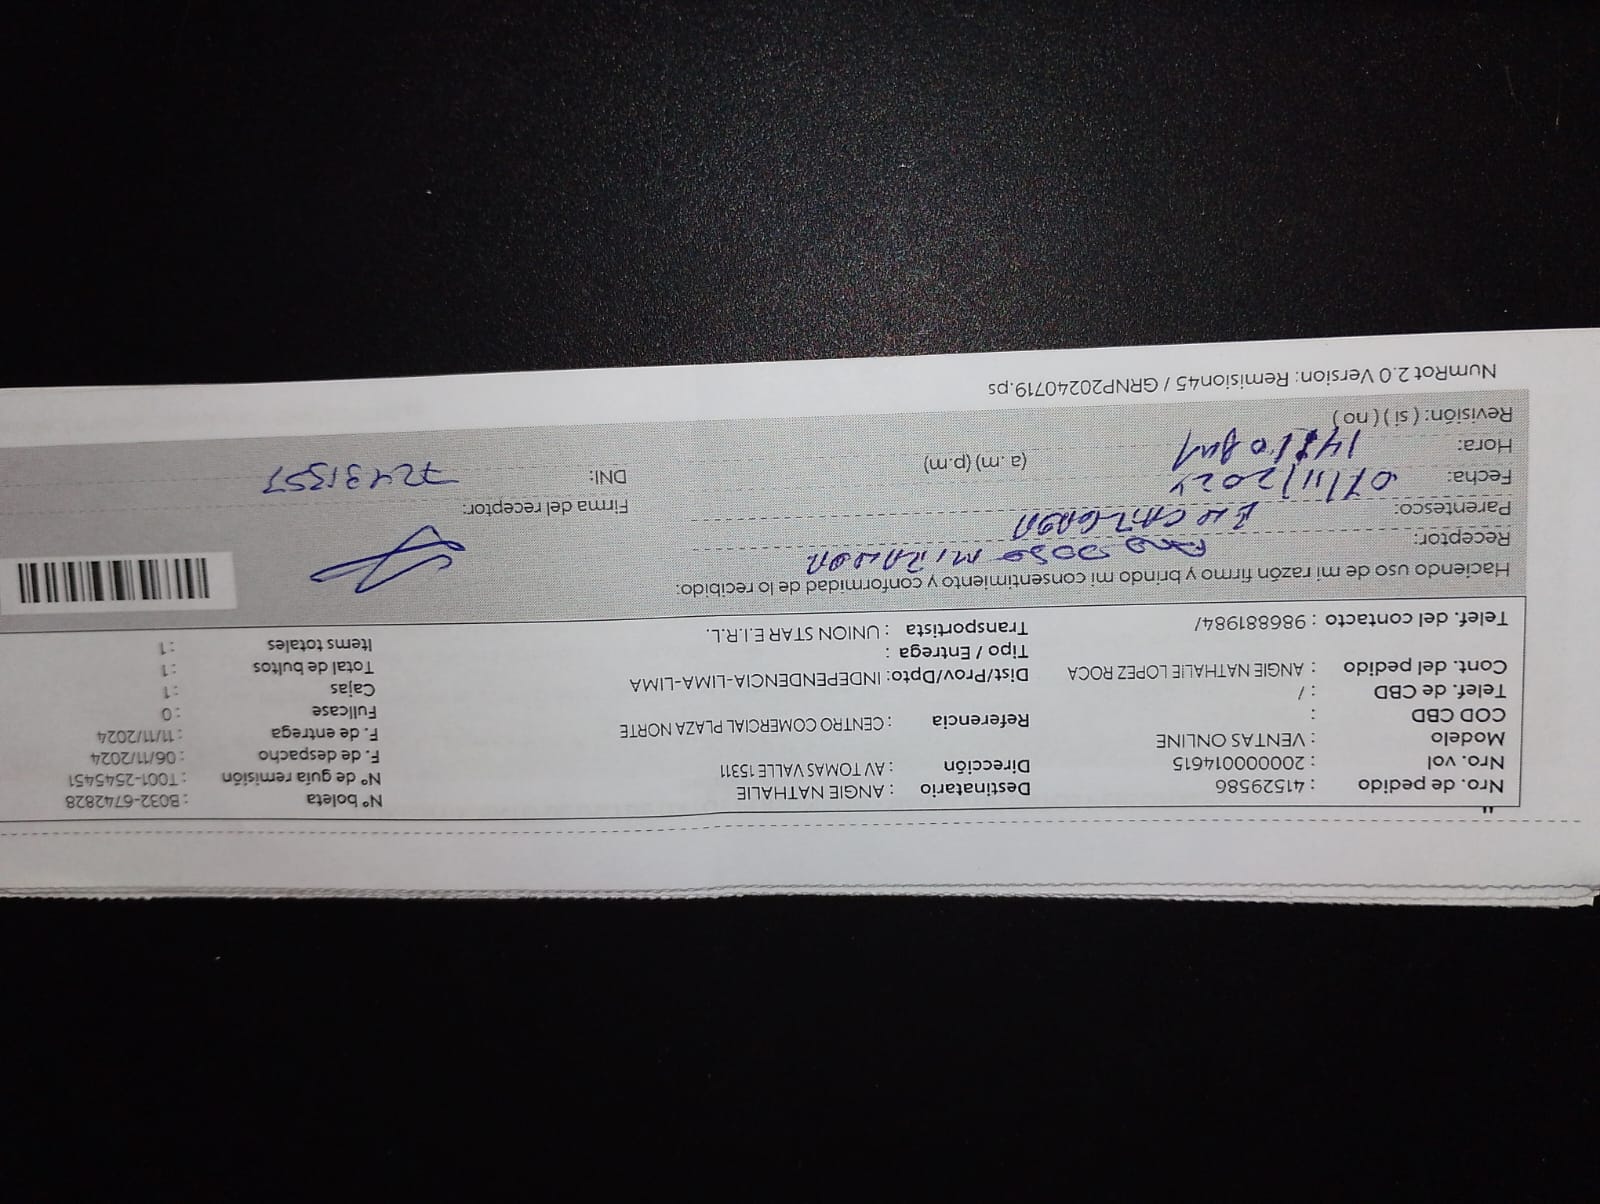 Nro. de pedido : 41529586 Destinatario : ANGIE NATHALIE Nº boleta : B032-6742828
Nro. vol : 2000000014615 Dirección : AV TOMAS VALLE 15311 Nº de guía remisión : T001-2545451
Modelo : VENTAS ONLINE F. de despacho : 06/11/2024
COD CBD : Referencia : CENTRO COMERCIAL PLAZA NORTE F. de entrega : 11/11/2024
Telef. de CBD : / Fullcase : 0
Cont. del pedido : ANGIE NATHALIE LOPEZ ROCA Dist/Prov/Dpto: INDEPENDENCIA-LIMA-LIMA Cajas : 1
Tipo / Entrega : Total de bultos : 1
Telef. del contacto : 986881984/ Transportista : UNION STAR E.I.R.L. Items totales : 1
Haciendo uso de mi razón firmo y brindo mi consentimiento y conformidad de lo recibido:
Receptor:
Parentesco: Firma del receptor:
Fecha: 07/11/2024 DNI: 72431357
Hora: (a.m) (p.m)
Revisión: ( si ) ( no )
NumRot 2.0 Version: Remision45 / GRNP20240719.ps